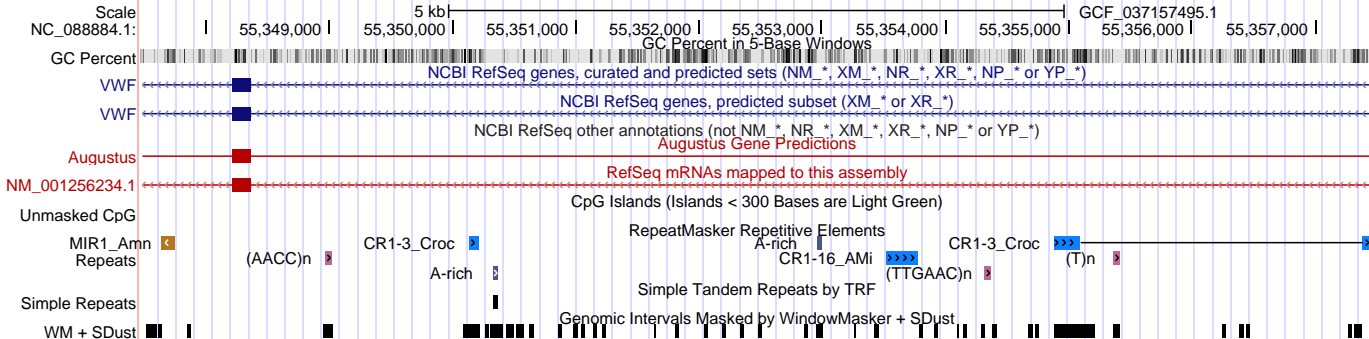 Scale 5 kb GCF_037157495.1
NC_088884.1: 55,349,000 55,350,000 55,351,000 55,352,000 55,353,000 55,354,000 55,355,000 55,356,000 55,357,000
GC Percent in 5-Base Windows
GC Percent
NCBI RefSeq genes, curated and predicted sets (NM_*, XM_*, NR_*, XR_*, NP_* or YP_*)
VWF
NCBI RefSeq genes, predicted subset (XM_* or XR_*)
VWF
NCBI RefSeq other annotations (not NM_*, NR_*, XM_*, XR_*, NP_* or YP_*)
Augustus Gene Predictions
Augustus
RefSeq mRNAs mapped to this assembly
NM_001256234.1
CpG Islands (Islands < 300 Bases are Light Green)
Unmasked CpG
RepeatMasker Repetitive Elements
MIR1_Amn CR1-3_Croc A-rich CR1-3_Croc
Repeats (AACC)n CR1-16_AMi (T)n
A-rich (TTGAAC)n
Simple Tandem Repeats by TRF
Simple Repeats
Genomic Intervals Masked by WindowMasker + SDust
WM + SDust